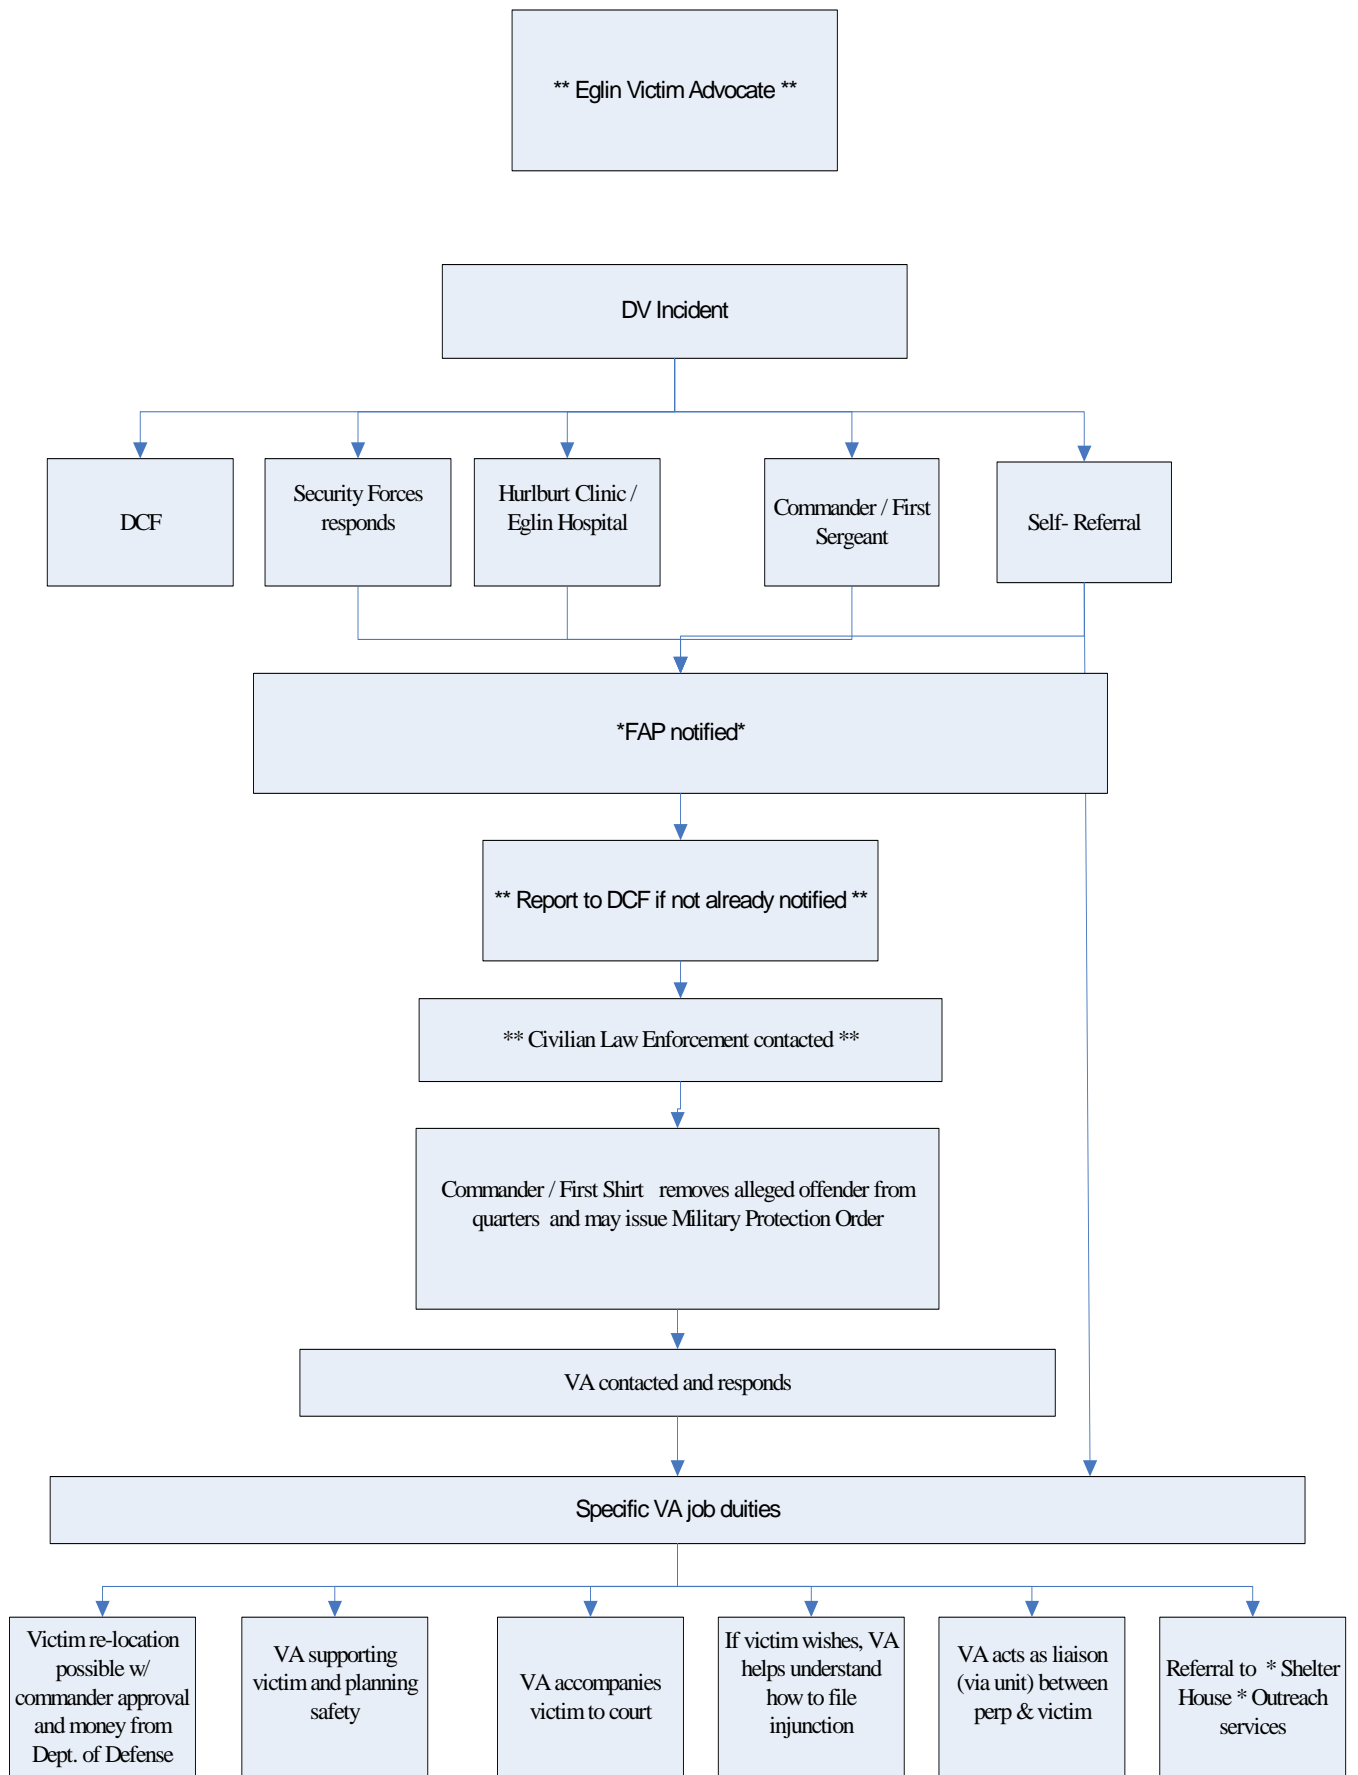 ** Eglin Victim Advocate **
DV Incident
DCF
Security Forces
responds
Hurlburt Clinic /
Eglin Hospital
Commander / First
Sergeant
Self- Referral
*FAP notified*
** Report to DCF if not already notified **
** Civilian Law Enforcement contacted **
Commander / First Shirt removes alleged offender from
quarters and may issue Military Protection Order
VA contacted and responds
Specific VA job duities
Victim re-location
possible w/
commander approval
and money from
Dept. of Defense
VA supporting
victim and planning
safety
VA accompanies
victim to court
If victim wishes, VA
helps understand
how to file
injunction
VA acts as liaison
(via unit) between
perp & victim
Referral to * Shelter
House * Outreach
services